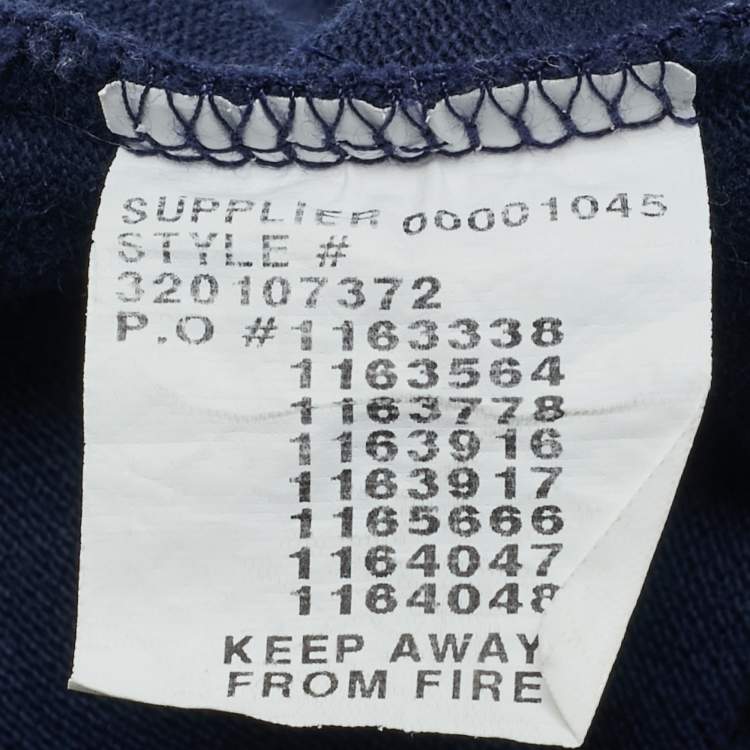 SUPPLIER 00001045
STYLE #
320107372
P.O # 1163338
1163564
1163778
1163916
1163917
1165666
1164047
1164048
KEEP AWAY
FROM FIRE